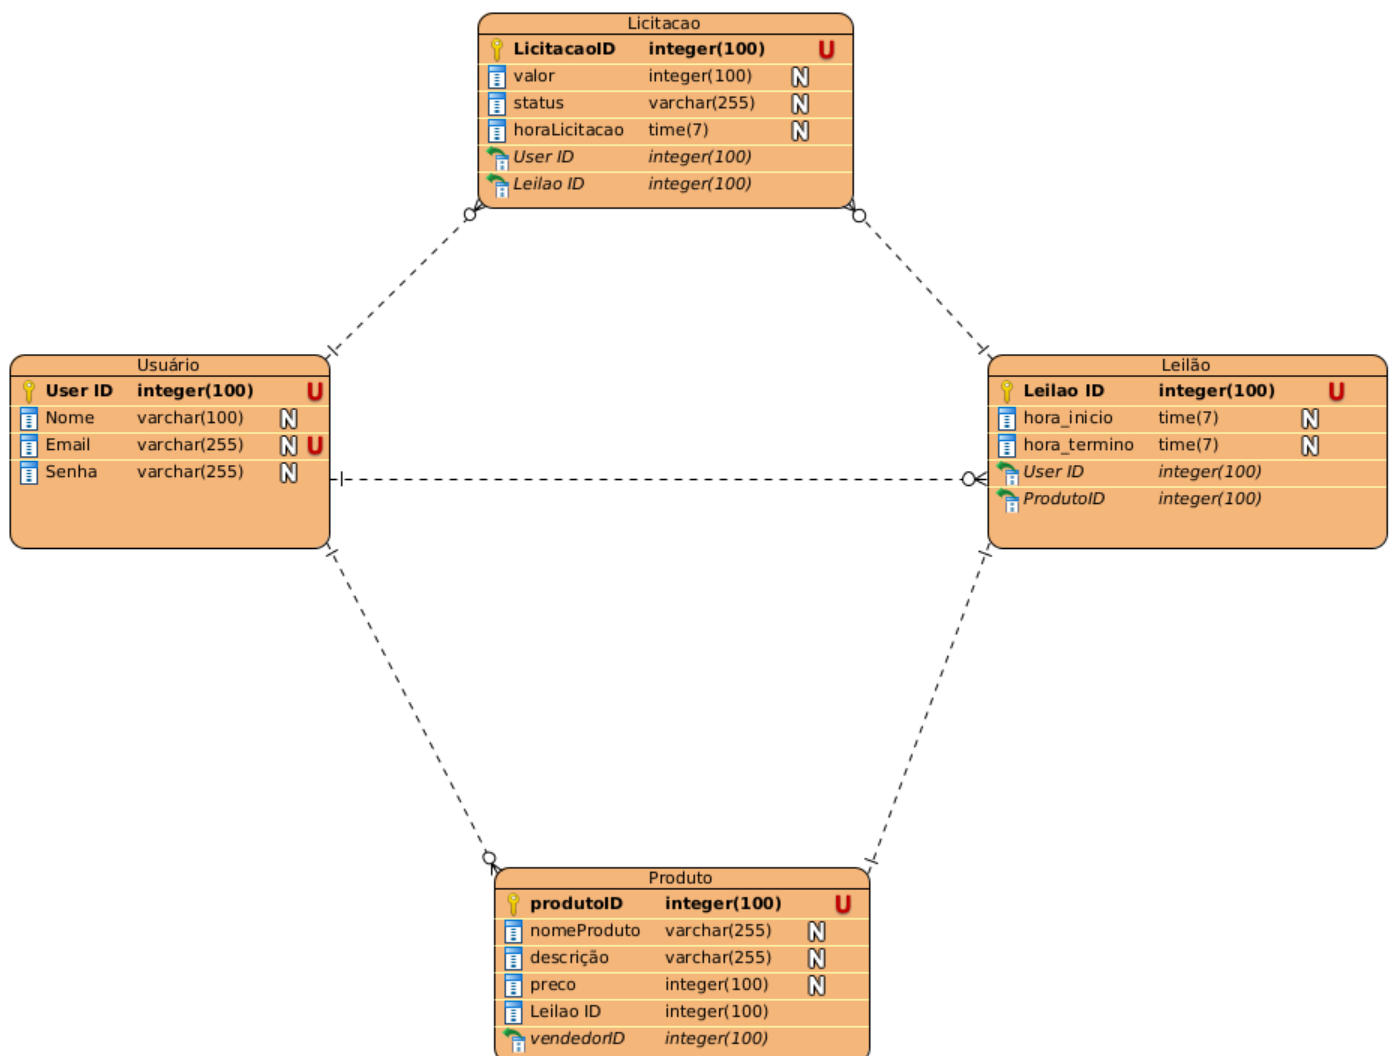 Licitacao
LicitacaoID integer(100) U
valor integer(100) N
status varchar(255) N
horaLicitacao time(7) N
User ID integer(100)
Leilao ID integer(100)
Usuário
User ID integer(100) U
Nome varchar(100) N
Email varchar(255) N U
Senha varchar(255) N
Leilão
Leilao ID integer(100) U
hora_inicio time(7) N
hora_termino time(7) N
User ID integer(100)
ProdutoID integer(100)
Produto
produtoID integer(100) U
nomeProduto varchar(255) N
descrição varchar(255) N
preco integer(100) N
Leilao ID integer(100)
vendedorID integer(100)